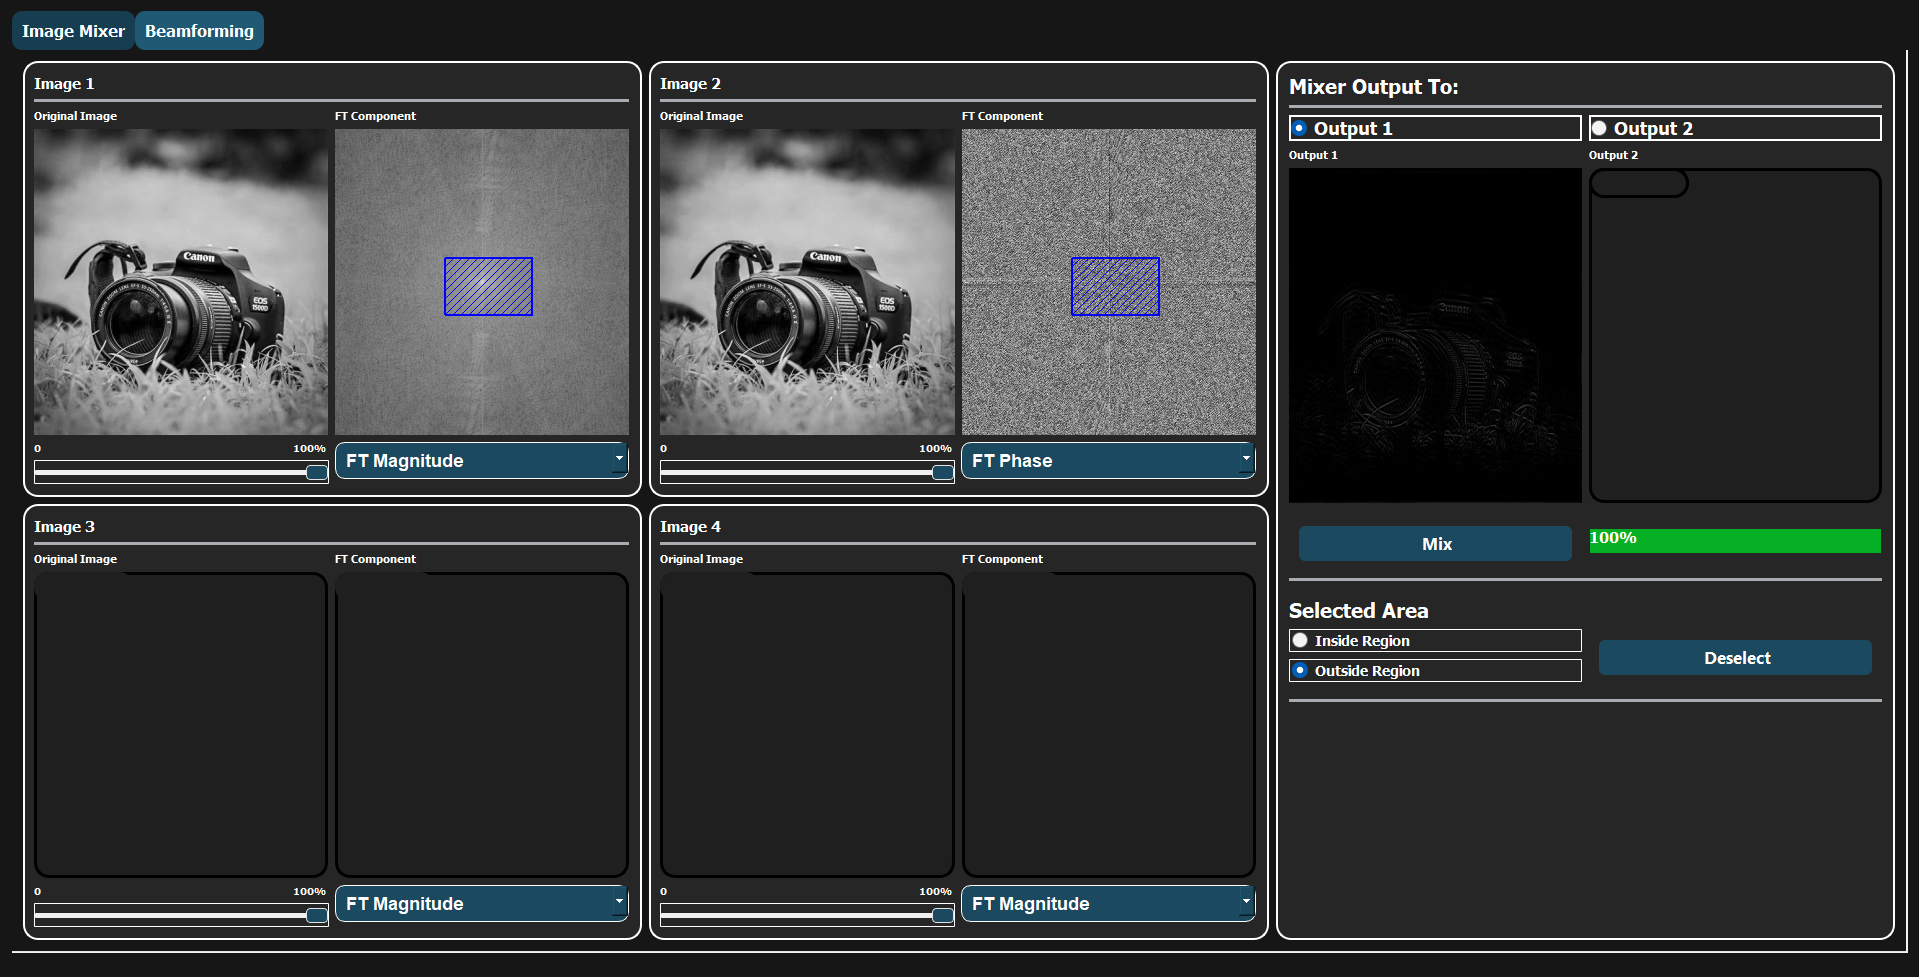 Image Mixer
Beamforming
Image 1
Original Image
FT Component
Canon
EOS
1500D
0
100%
FT Magnitude
Image 2
Original Image
FT Component
Canon
EOS
1500D
0
100%
FT Phase
Image 3
Original Image
FT Component
0
100%
FT Magnitude
Image 4
Original Image
FT Component
0
100%
FT Magnitude
Mixer Output To:
Output 1
Output 2
Output 1
Output 2
Canon
EOS
Mix
100%
Selected Area
Inside Region
Outside Region
Deselect